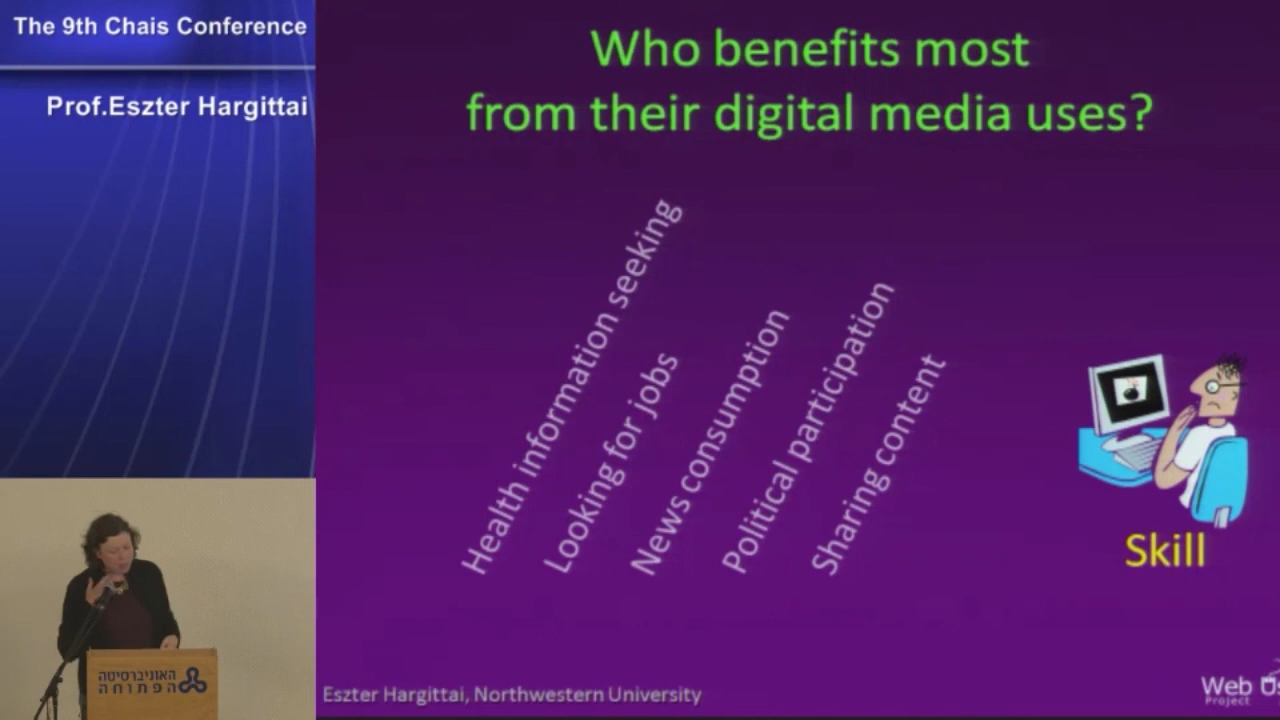 The 9th Chais Conference
Prof.Eszter Hargittai
Who benefits most
from their digital media uses?
Health information seeking
Looking for jobs
News consumption
Political participation
Sharing content
Skill
האוניברסיטה
הפתוחה
Eszter Hargittai, Northwestern University
Web
Project